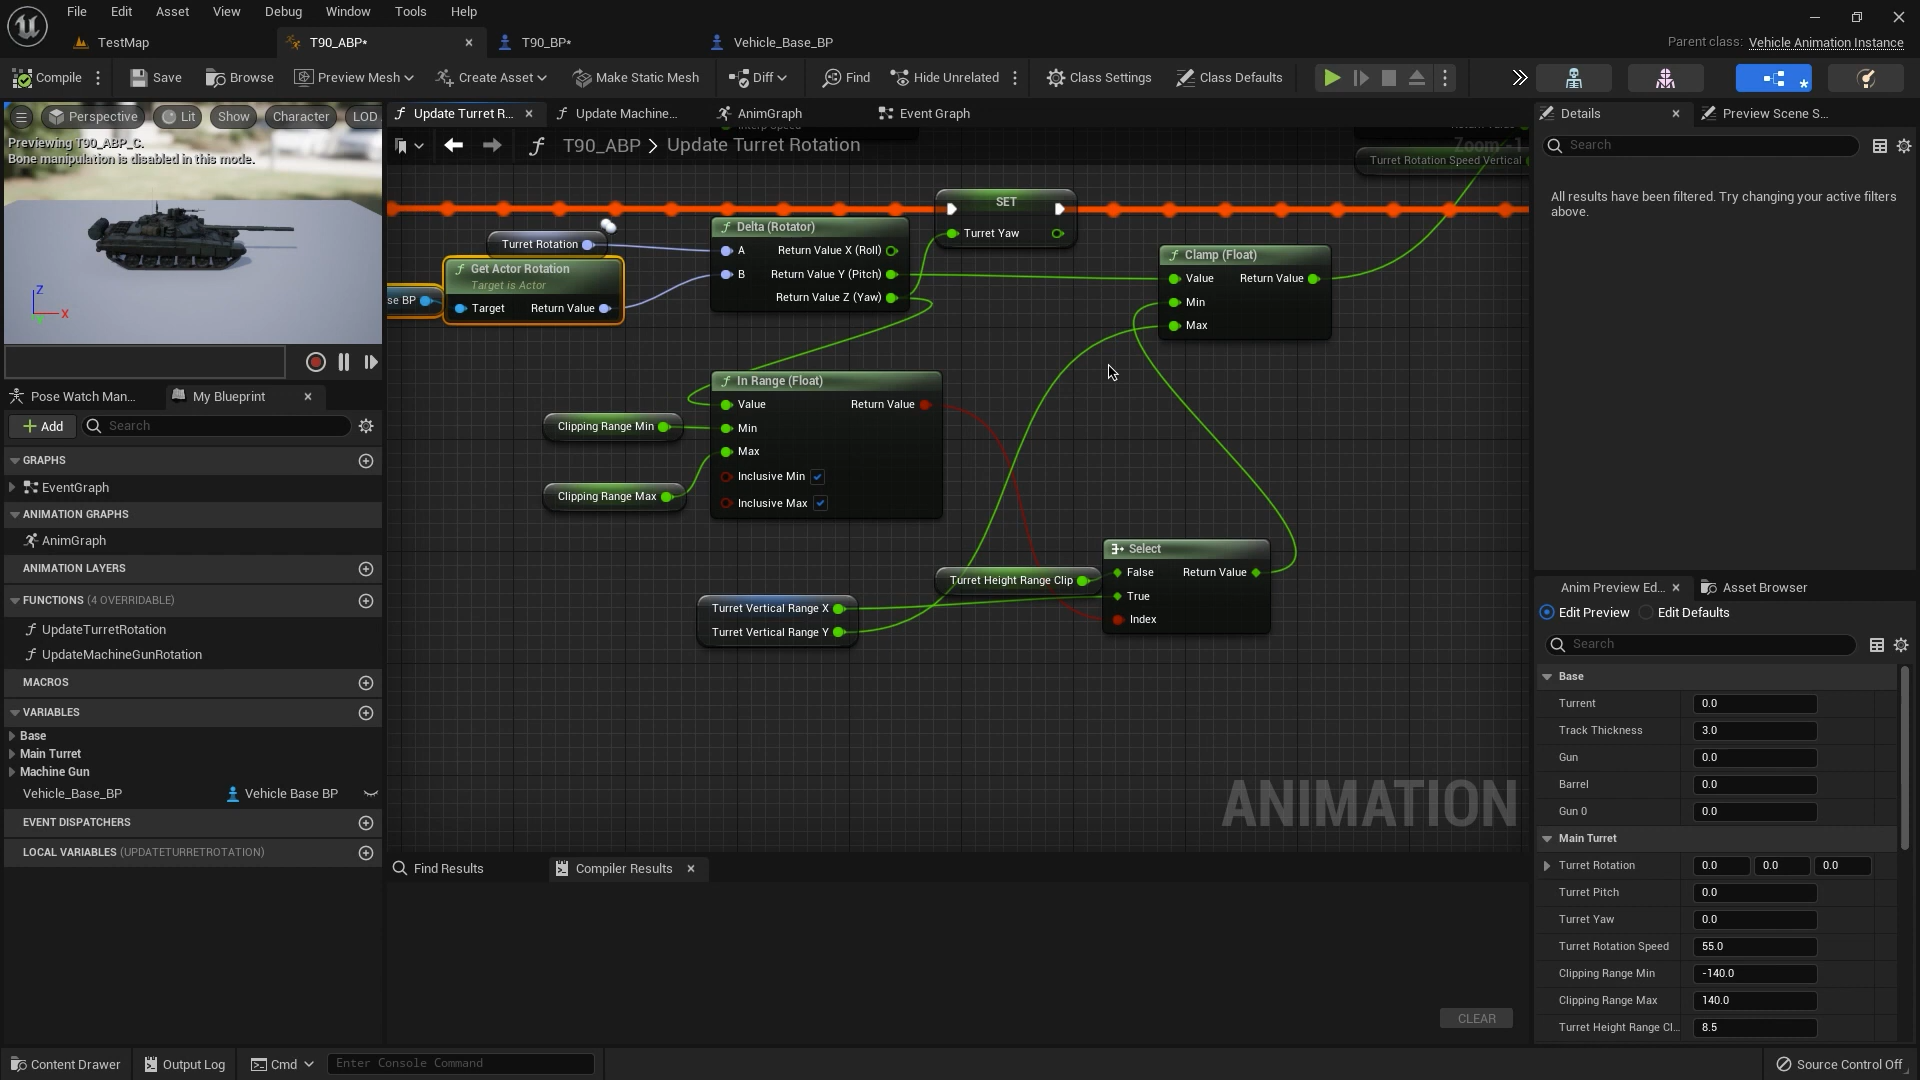 File Edit Asset View Debug Window Tools Help
TestMap T90_ABP* T90_BP* Vehicle_Base_BP Parent class: Vehicle Animation Instance
Compile Save Browse Preview Mesh Create Asset Make Static Mesh Diff Find Hide Unrelated Class Settings Class Defaults
Perspective Lit Show Character LOD
Previewing T90_ABP_C.
Bone manipulation is disabled in this mode.
Z
X
Pose Watch Man... My Blueprint
Add Search
GRAPHS
EventGraph
ANIMATION GRAPHS
AnimGraph
ANIMATION LAYERS
FUNCTIONS (4 OVERRIDABLE)
UpdateTurretRotation
UpdateMachineGunRotation
MACROS
VARIABLES
Base
Main Turret
Machine Gun
Vehicle_Base_BP Vehicle Base BP
EVENT DISPATCHERS
LOCAL VARIABLES (UPDATETURRETROTATION)
Update Turret R... Update Machine... AnimGraph Event Graph
T90_ABP > Update Turret Rotation
Zoom -1
Turret Rotation Speed Vertical
SET
Turret Yaw
Turret Rotation
Get Actor Rotation
Target is Actor
Target Return Value
se BP
Delta (Rotator)
A Return Value X (Roll)
B Return Value Y (Pitch)
Return Value Z (Yaw)
Clamp (Float)
Value Return Value
Min
Max
In Range (Float)
Value Return Value
Min
Max
Inclusive Min
Inclusive Max
Clipping Range Min
Clipping Range Max
Turret Height Range Clip
Turret Vertical Range X
Turret Vertical Range Y
Select
False Return Value
True
Index
ANIMATION
Find Results Compiler Results
CLEAR
Details Preview Scene S...
Search
All results have been filtered. Try changing your active filters
above.
Anim Preview Ed... Asset Browser
Edit Preview Edit Defaults
Search
Base
Turrent 0.0
Track Thickness 3.0
Gun 0.0
Barrel 0.0
Gun 0 0.0
Main Turret
Turret Rotation 0.0 0.0 0.0
Turret Pitch 0.0
Turret Yaw 0.0
Turret Rotation Speed 55.0
Clipping Range Min -140.0
Clipping Range Max 140.0
Turret Height Range Cl... 8.5
Content Drawer Output Log Cmd Enter Console Command Source Control Off